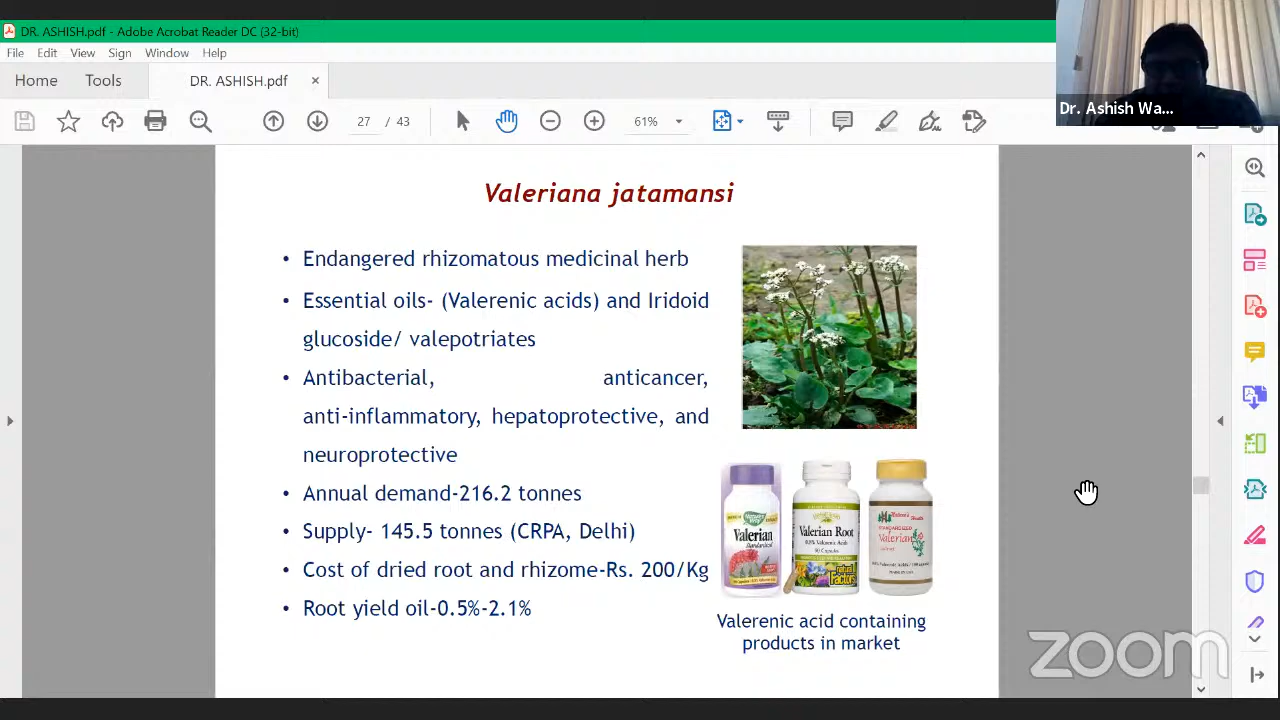 DR. ASHISH.pdf - Adobe Acrobat Reader DC (32-bit)
File Edit View Sign Window Help
Home Tools DR. ASHISH.pdf ×
27 / 43 61%
Dr. Ashish Wa...
Valeriana jatamansi
• Endangered rhizomatous medicinal herb
• Essential oils- (Valerenic acids) and Iridoid
glucoside/ valepotriates
• Antibacterial, anticancer,
anti-inflammatory, hepatoprotective, and
neuroprotective
• Annual demand-216.2 tonnes
• Supply- 145.5 tonnes (CRPA, Delhi)
• Cost of dried root and rhizome-Rs. 200/Kg
• Root yield oil-0.5%-2.1%
Valerian
Standardized
Valerian Root
natural
factors
Valerian
Valerenic acid containing
products in market
zoom